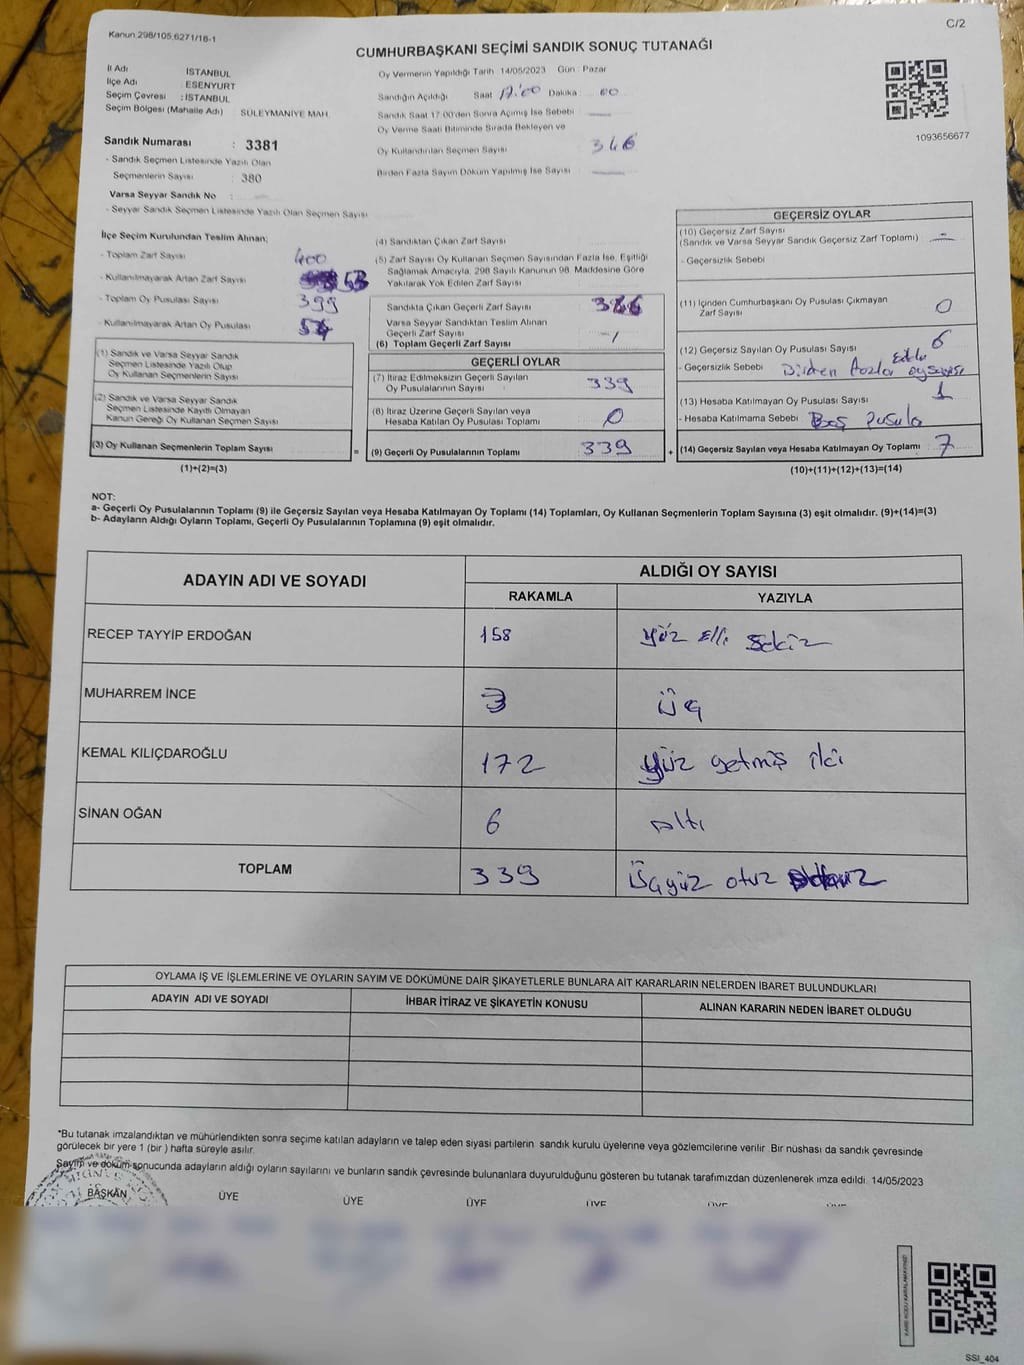 Kanun.298/105,6271/18-1
C/2
CUMHURBAŞKANI SEÇİMİ SANDIK SONUÇ TUTANAĞI
İl Adı : İSTANBUL
İlçe Adı : ESENYURT
Seçim Çevresi : İSTANBUL
Seçim Bölgesi (Mahalle Adı) SÜLEYMANİYE MAH.
Sandık Numarası : 3381
- Sandık Seçmen Listesinde Yazılı Olan
Seçmenlerin Sayısı : 380
Varsa Seyyar Sandık No :
- Seyyar Sandık Seçmen Listesinde Yazılı Olan Seçmen Sayısı
Oy Vermenin Yapıldığı Tarih 14/05/2023 Gün : Pazar
Sandığın Açıldığı Saat 17:00 Dakika 00
Sandık Saat 17:00'den Sonra Açımış İse Sebebi
Oy Verme Saati Bitiminde Sırada Bekleyen ve
Oy Kullandırılan Seçmen Sayısı 346
Birden Fazla Sayım Döküm Yapılmış İse Sayısı
1093656677
İlçe Seçim Kurulundan Teslim Alınan;
- Toplam Zarf Sayısı 400
- Kullanılmayarak Artan Zarf Sayısı 53
- Toplam Oy Pusulası Sayısı 399
- Kullanılmayarak Artan Oy Pusulası
(1) Sandık ve Varsa Seyyar Sandık
Seçmen Listesinde Yazılı Olup
Oy Kullanan Seçmenlerin Sayısı
(2) Sandık ve Varsa Seyyar Sandık
Seçmen Listesinde Kayıtlı Olmayan
Kanun Gereği Oy Kullanan Seçmen Sayısı
(3) Oy Kullanan Seçmenlerin Toplam Sayısı
(1)+(2)=(3)
(4) Sandıktan Çıkan Zarf Sayısı
(5) Zarf Sayısı Oy Kullanan Seçmen Sayısından Fazla İse, Eşitliği
Sağlamak Amacıyla, 298 Sayılı Kanunun 98. Maddesine Göre
Yakılarak Yok Edilen Zarf Sayısı
Sandıkta Çıkan Geçerli Zarf Sayısı 346
Varsa Seyyar Sandıktan Teslim Alınan
Geçerli Zarf Sayısı
(6) Toplam Geçerli Zarf Sayısı
GEÇERLİ OYLAR
(7) İtiraz Edilmeksizin Geçerli Sayılan
Oy Pusulalarının Sayısı 339
(8) İtiraz Üzerine Geçerli Sayılan veya
Hesaba Katılan Oy Pusulası Toplamı 0
= (9) Geçerli Oy Pusulalarının Toplamı 339 +
GEÇERSİZ OYLAR
(10) Geçersiz Zarf Sayısı
(Sandık ve Varsa Seyyar Sandık Geçersiz Zarf Toplamı) -
- Geçersizlik Sebebi
(11) İçinden Cumhurbaşkanı Oy Pusulası Çıkmayan
Zarf Sayısı 0
(12) Geçersiz Sayılan Oy Pusulası Sayısı 6
- Geçersizlik Sebebi Birden fazla oy sayısı
(13) Hesaba Katılmayan Oy Pusulası Sayısı 1
- Hesaba Katılmama Sebebi Boş Pusula
(14) Geçersiz Sayılan veya Hesaba Katılmayan Oy Toplamı 7
(10)+(11)+(12)+(13)=(14)
NOT:
a- Geçerli Oy Pusulalarının Toplamı (9) ile Geçersiz Sayılan veya Hesaba Katılmayan Oy Toplamı (14) Toplamları, Oy Kullanan Seçmenlerin Toplam Sayısına (3) eşit olmalıdır. (9)+(14)=(3)
b- Adayların Aldığı Oyların Toplamı, Geçerli Oy Pusulalarının Toplamına (9) eşit olmalıdır.
ADAYIN ADI VE SOYADI
ALDIĞI OY SAYISI
RAKAMLA YAZIYLA
RECEP TAYYİP ERDOĞAN 158 yüz elli sekiz
MUHARREM İNCE 3 üç
KEMAL KILIÇDAROĞLU 172 yüz yetmiş iki
SİNAN OĞAN 6 altı
TOPLAM 339 üçyüz otuz dokuz
OYLAMA İŞ VE İŞLEMLERİNE VE OYLARIN SAYIM VE DÖKÜMÜNE DAİR ŞİKAYETLERLE BUNLARA AİT KARARLARIN NELERDEN İBARET BULUNDUKLARI
ADAYIN ADI VE SOYADI İHBAR İTİRAZ VE ŞİKAYETİN KONUSU ALINAN KARARIN NEDEN İBARET OLDUĞU
*Bu tutanak imzalandıktan ve mühürlendikten sonra seçime katılan adayların ve talep eden siyasi partilerin sandık kurulu üyelerine veya gözlemcilerine verilir. Bir nüshası da sandık çevresinde
görülecek bir yere 1 (bir) hafta süreyle asılır.
Sayım ve döküm sonucunda adayların aldığı oyların sayılarını ve bunların sandık çevresinde bulunanlara duyurulduğunu gösteren bu tutanak tarafımızdan düzenlenerek imza edildi. 14/05/2023
BAŞKAN ÜYE ÜYE ÜYE ÜYE ÜYE ÜYE
SSI_404